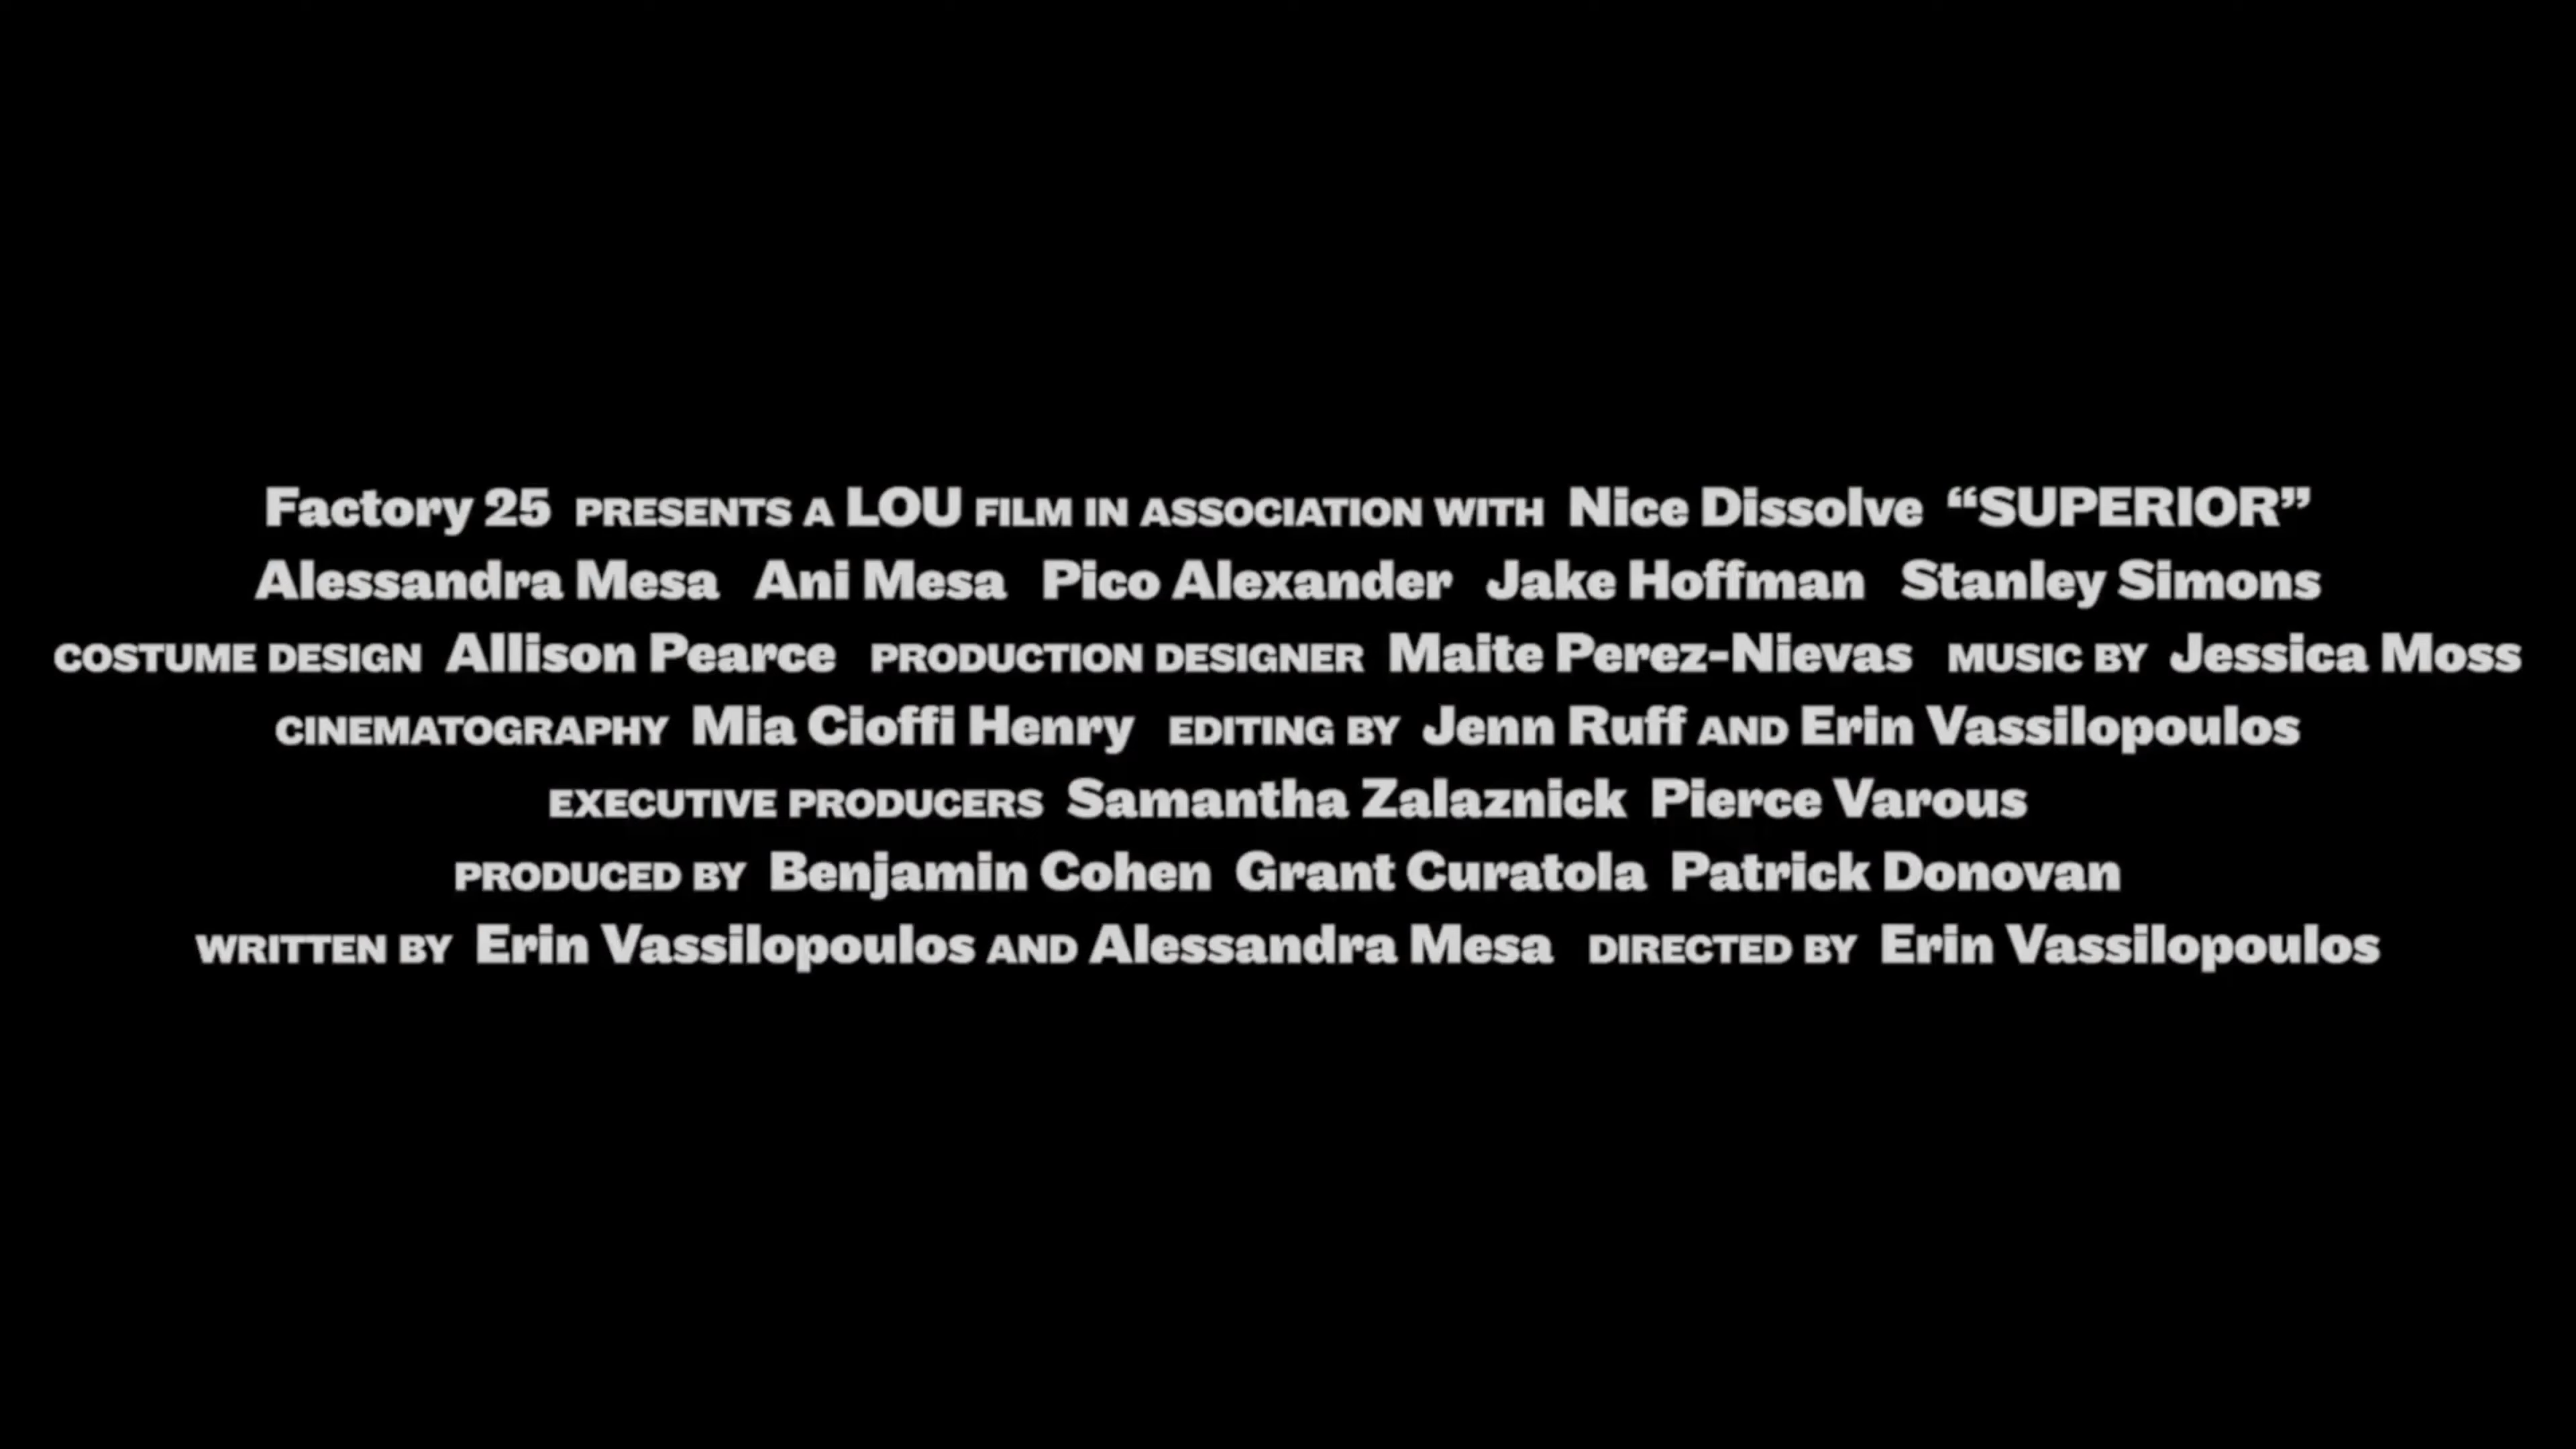 Factory 25 PRESENTS A LOU FILM IN ASSOCIATION WITH Nice Dissolve “SUPERIOR”
Alessandra Mesa Ani Mesa Pico Alexander Jake Hoffman Stanley Simons
COSTUME DESIGN Allison Pearce PRODUCTION DESIGNER Maite Perez-Nievas MUSIC BY Jessica Moss
CINEMATOGRAPHY Mia Cioffi Henry EDITING BY Jenn Ruff AND Erin Vassilopoulos
EXECUTIVE PRODUCERS Samantha Zalaznick Pierce Varous
PRODUCED BY Benjamin Cohen Grant Curatola Patrick Donovan
WRITTEN BY Erin Vassilopoulos AND Alessandra Mesa DIRECTED BY Erin Vassilopoulos